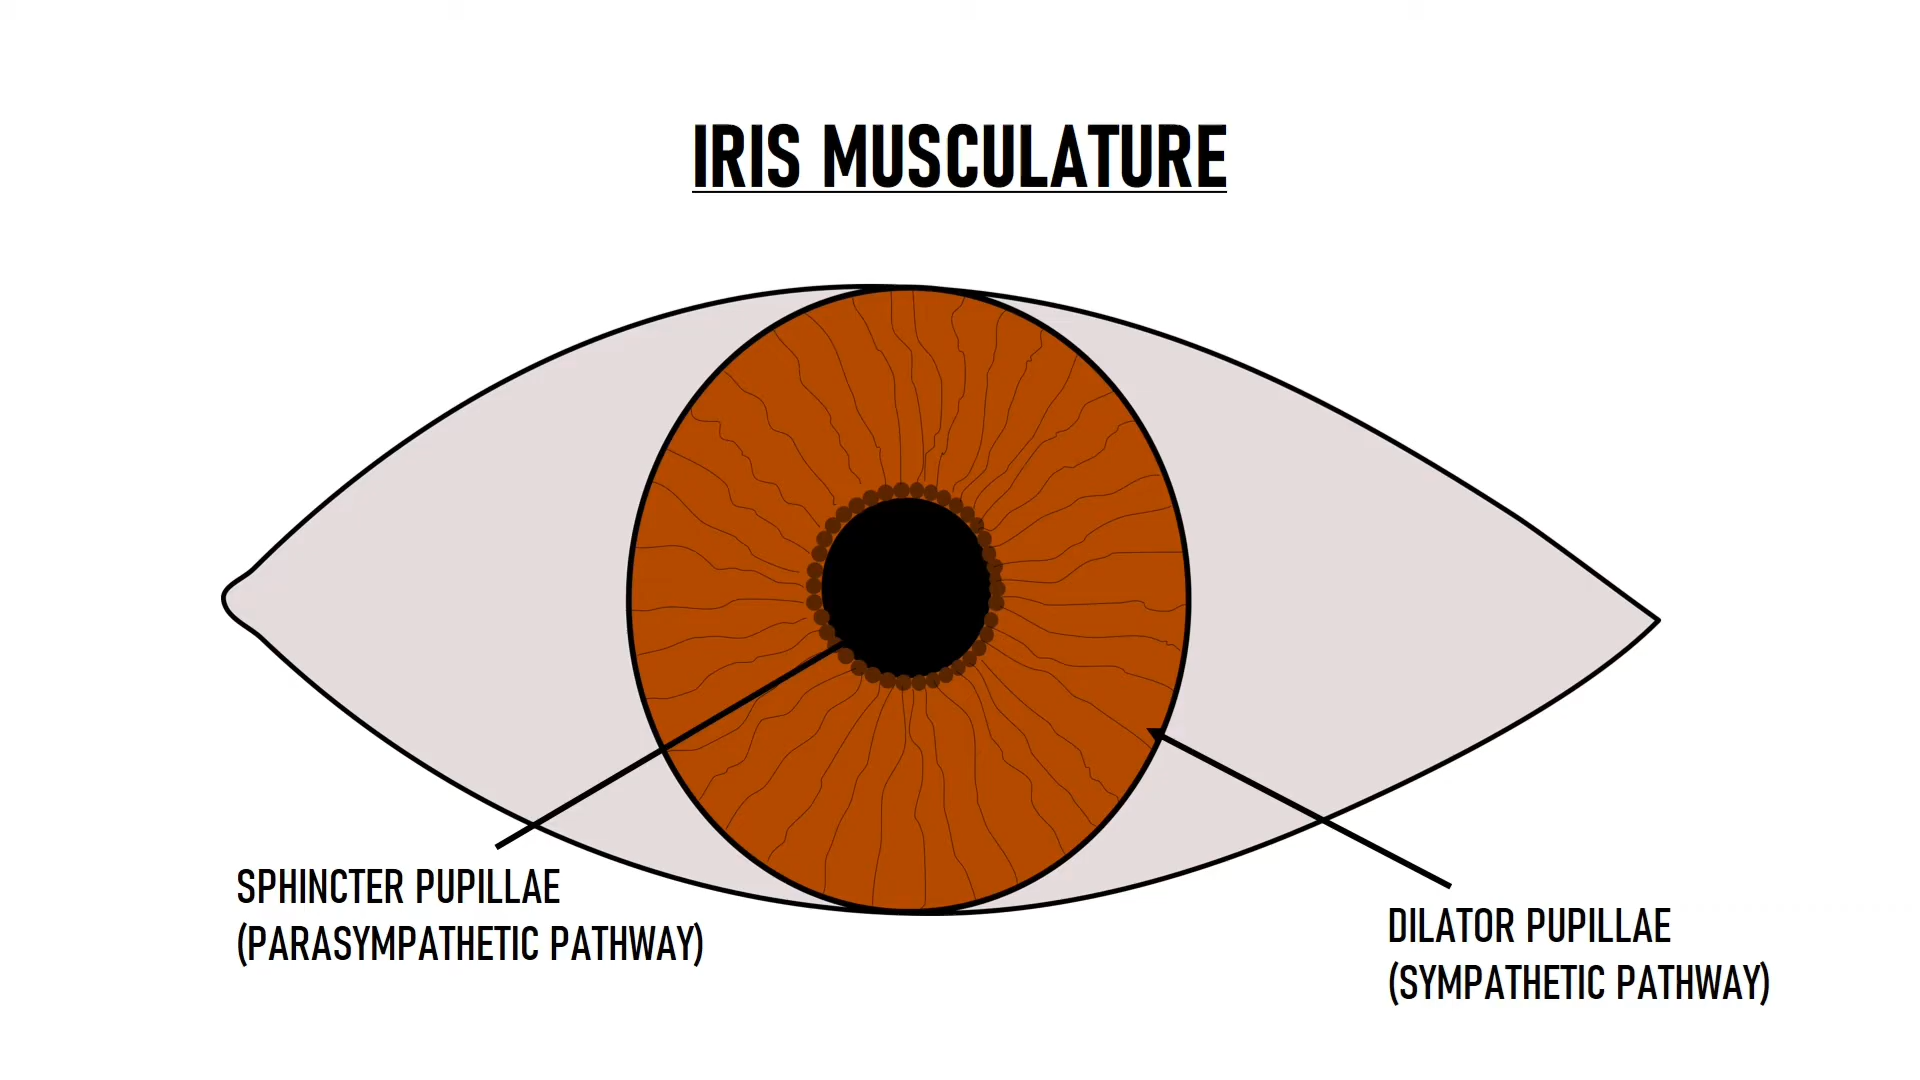 IRIS MUSCULATURE
SPHINCTER PUPILLAE
(PARASYMPATHETIC PATHWAY)
DILATOR PUPILLAE
(SYMPATHETIC PATHWAY)